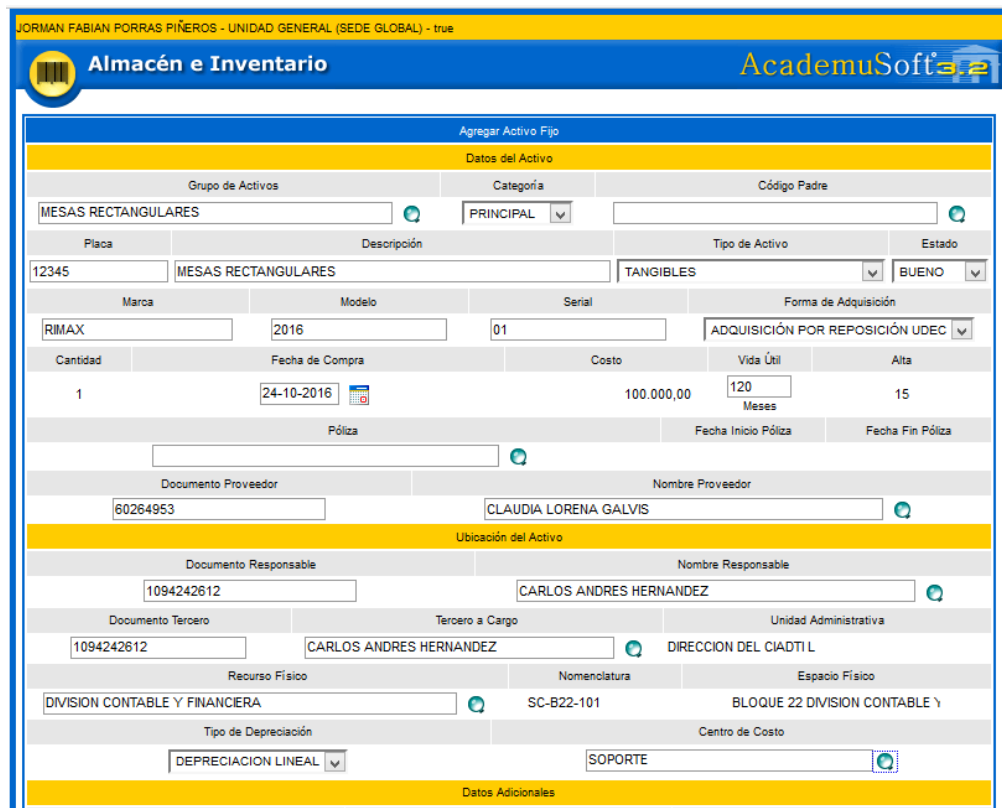 JORMAN FABIAN PORRAS PIÑEROS - UNIDAD GENERAL (SEDE GLOBAL) - true
Almacén e Inventario AcademuSoft 3.2
Agregar Activo Fijo
Datos del Activo
Grupo de Activos Categoría Código Padre
MESAS RECTANGULARES PRINCIPAL
Placa Descripción Tipo de Activo Estado
12345 MESAS RECTANGULARES TANGIBLES BUENO
Marca Modelo Serial Forma de Adquisición
RIMAX 2016 01 ADQUISICIÓN POR REPOSICIÓN UDEC
Cantidad Fecha de Compra Costo Vida Útil Alta
1 24-10-2016 100.000,00 120 15
Meses
Póliza Fecha Inicio Póliza Fecha Fin Póliza
Documento Proveedor Nombre Proveedor
60264953 CLAUDIA LORENA GALVIS
Ubicación del Activo
Documento Responsable Nombre Responsable
1094242612 CARLOS ANDRES HERNANDEZ
Documento Tercero Tercero a Cargo Unidad Administrativa
1094242612 CARLOS ANDRES HERNANDEZ DIRECCION DEL CIADTI L
Recurso Físico Nomenclatura Espacio Físico
DIVISION CONTABLE Y FINANCIERA SC-B22-101 BLOQUE 22 DIVISION CONTABLE Y
Tipo de Depreciación Centro de Costo
DEPRECIACION LINEAL SOPORTE
Datos Adicionales